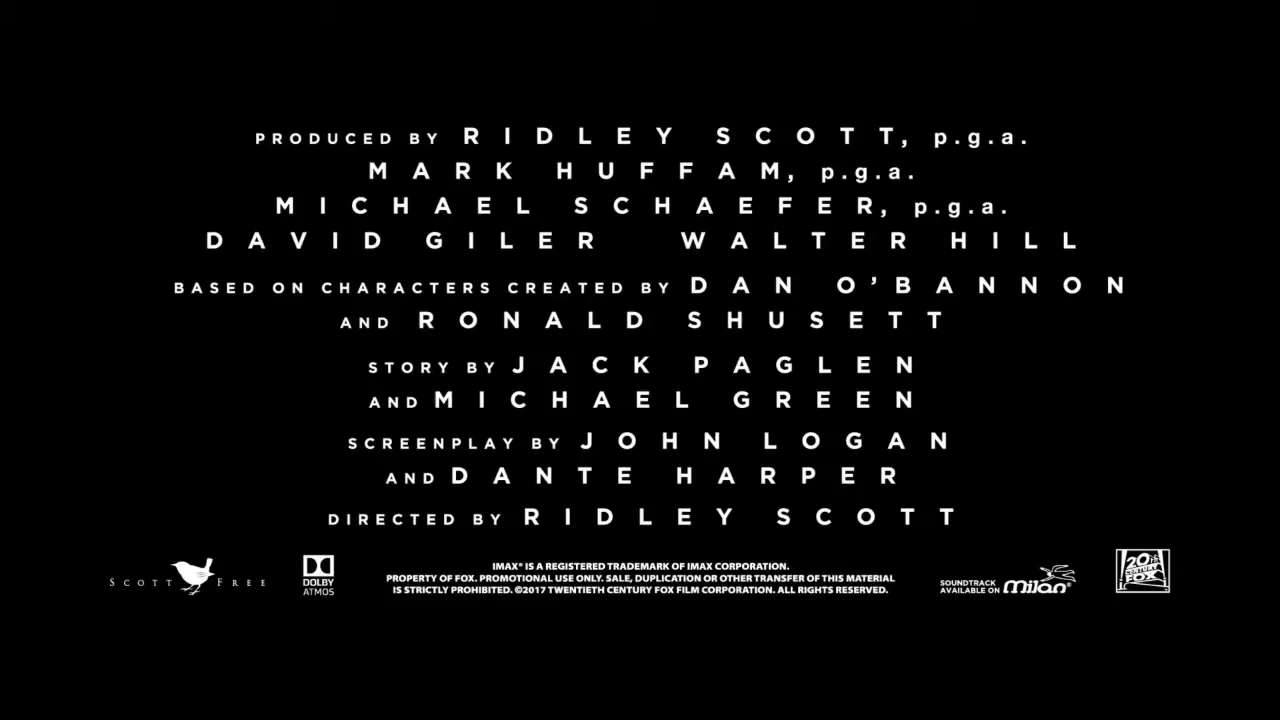 PRODUCED BY RIDLEY SCOTT, p.g.a.
MARK HUFFAM, p.g.a.
MICHAEL SCHAEFER, p.g.a.
DAVID GILER WALTER HILL
BASED ON CHARACTERS CREATED BY DAN O'BANNON
AND RONALD SHUSETT
STORY BY JACK PAGLEN
AND MICHAEL GREEN
SCREENPLAY BY JOHN LOGAN
AND DANTE HARPER
DIRECTED BY RIDLEY SCOTT
SCOTT FREE
DOLBY
ATMOS
IMAX® IS A REGISTERED TRADEMARK OF IMAX CORPORATION.
PROPERTY OF FOX. PROMOTIONAL USE ONLY. SALE, DUPLICATION OR OTHER TRANSFER OF THIS MATERIAL
IS STRICTLY PROHIBITED. ©2017 TWENTIETH CENTURY FOX FILM CORPORATION. ALL RIGHTS RESERVED.
SOUNDTRACK
AVAILABLE ON milan®
20th
CENTURY
FOX